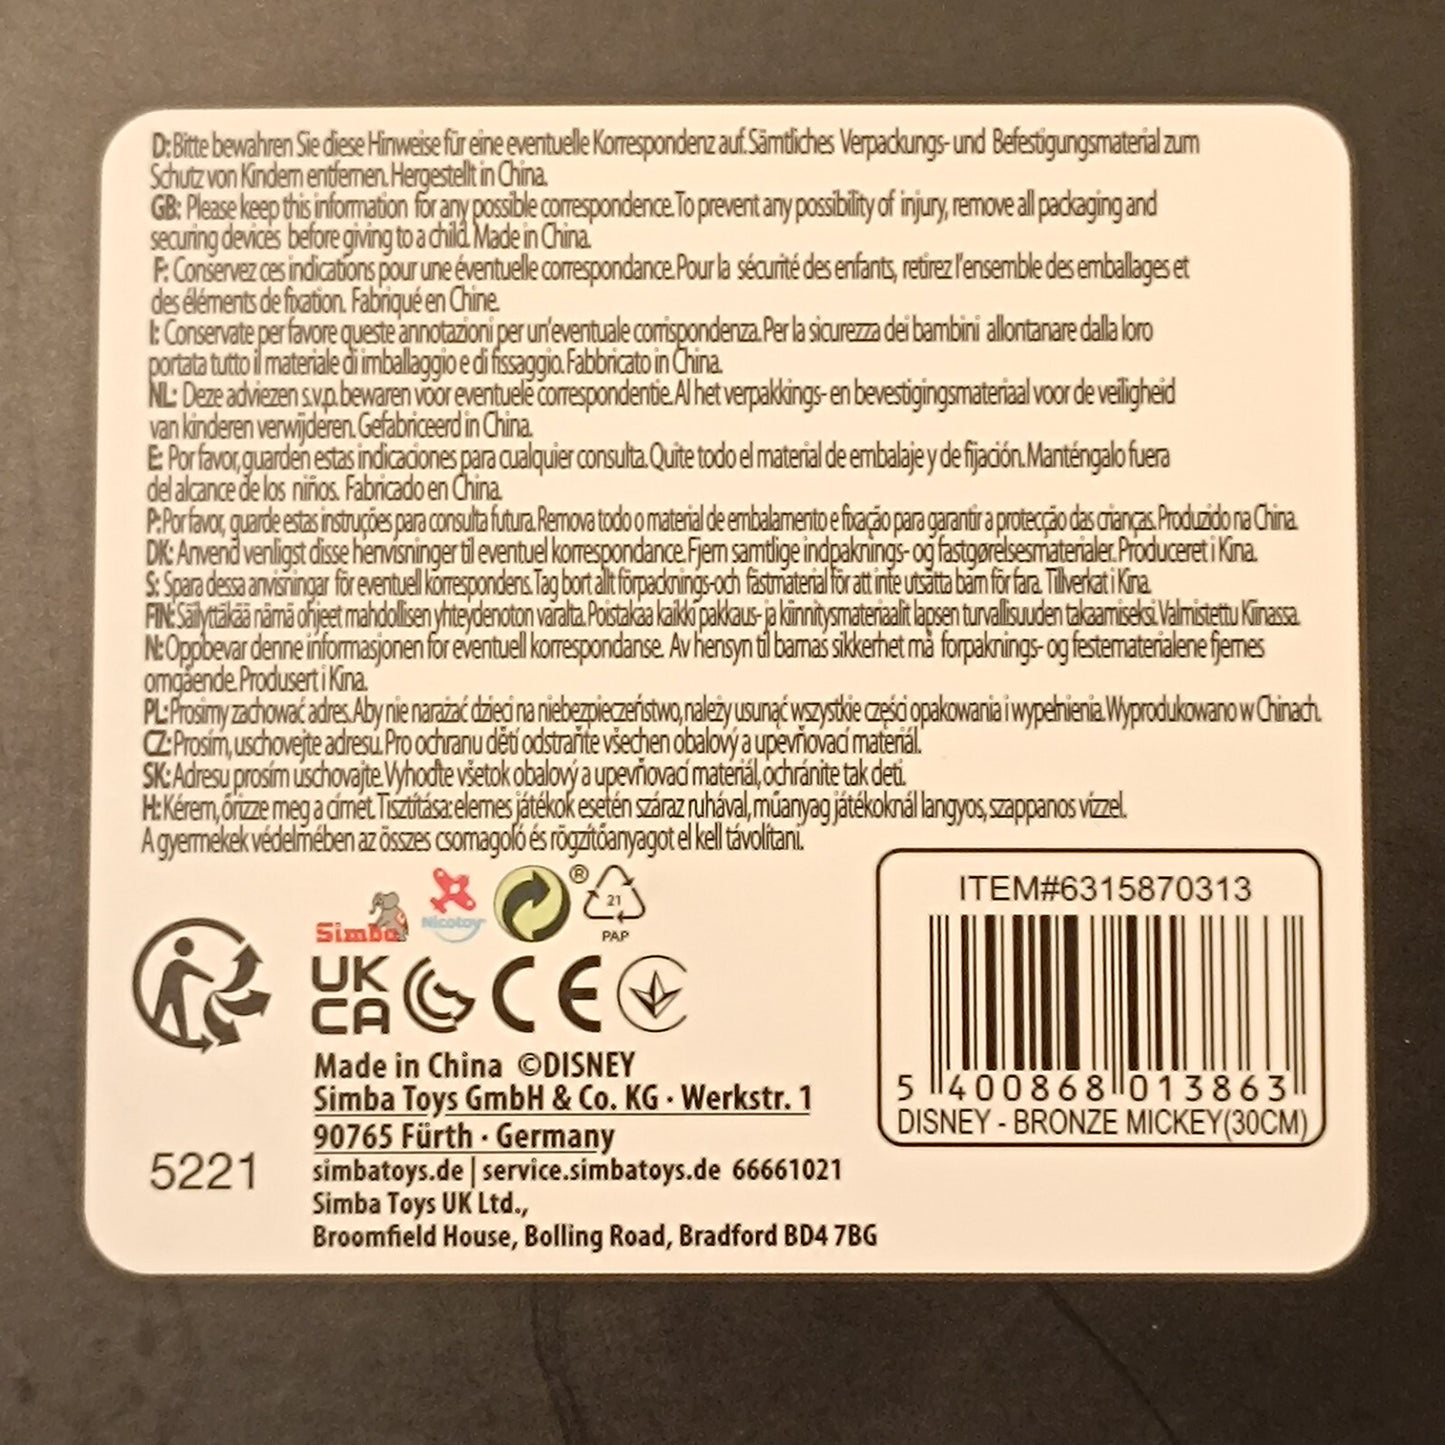 D: Bitte bewahren Sie diese Hinweise für eine eventuelle Korrespondenz auf. Sämtliches Verpackungs- und Befestigungsmaterial zum
Schutz von Kindern entfernen. Hergestellt in China.
GB: Please keep this information for any possible correspondence. To prevent any possibility of injury, remove all packaging and
securing devices before giving to a child. Made in China.
F: Conservez ces indications pour une éventuelle correspondance. Pour la sécurité des enfants, retirez l'ensemble des emballages et
des éléments de fixation. Fabriqué en Chine.
I: Conservate per favore queste annotazioni per un'eventuale corrispondenza. Per la sicurezza dei bambini allontanare dalla loro
portata tutto il materiale di imballaggio e di fissaggio. Fabbricato in China.
NL: Deze adviezen s.v.p. bewaren voor eventuele correspondentie. Al het verpakkings- en bevestigingsmateriaal voor de veiligheid
van kinderen verwijderen. Gefabriceerd in China.
E: Por favor, guarden estas indicaciones para cualquier consulta. Quite todo el material de embalaje y de fijación. Manténgalo fuera
del alcance de los niños. Fabricado en China.
P: Por favor, guarde estas instruções para consulta futura. Remova todo o material de embalamento e fixação para garantir a protecção das crianças. Produzido na China.
DK: Anvend venligst disse henvisninger til eventuel korrespondance. Fjern samtlige indpaknings- og fastgørelsesmaterialer. Produceret i Kina.
S: Spara dessa anvisningar för eventuell korrespondens. Tag bort allt förpacknings-och fästmaterial för att inte utsätta barn för fara. Tillverkat i Kina.
FIN: Säilyttäkää nämä ohjeet mahdollisen yhteydenoton varalta. Poistakaa kaikki pakkaus- ja kiinnitysmateriaalit lapsen turvallisuuden takaamiseksi. Valmistettu Kiinassa.
N: Oppbevar denne informasjonen for eventuell korrespondanse. Av hensyn til barnas sikkerhet må forpaknings- og festematerialene fjernes
omgående. Produsert i Kina.
PL: Prosimy zachować adres. Aby nie narażać dzieci na niebezpieczeństwo, należy usunąć wszystkie części opakowania i wypełnienia. Wyprodukowano w Chinach.
CZ: Prosím, uschovejte adresu. Pro ochranu dětí odstraňte všechen obalový a upevňovací materiál.
SK: Adresu prosím uschovajte. Vyhoďte všetok obalový a upevňovací materiál, ochránite tak deti.
H: Kérem, őrizze meg a címet. Tisztítása: elemes játékok esetén száraz ruhával, műanyag játékoknál langyos, szappanos vízzel.
A gyermekek védelmében az összes csomagoló és rögzítőanyagot el kell távolítani.
Simba Nicotoy ® 21
PAP
UK
CA CE
Made in China ©DISNEY
Simba Toys GmbH & Co. KG · Werkstr. 1
90765 Fürth · Germany
simbatoys.de | service.simbatoys.de 66661021
Simba Toys UK Ltd.,
Broomfield House, Bolling Road, Bradford BD4 7BG
5221
ITEM#6315870313
5 400868 013863
DISNEY - BRONZE MICKEY(30CM)